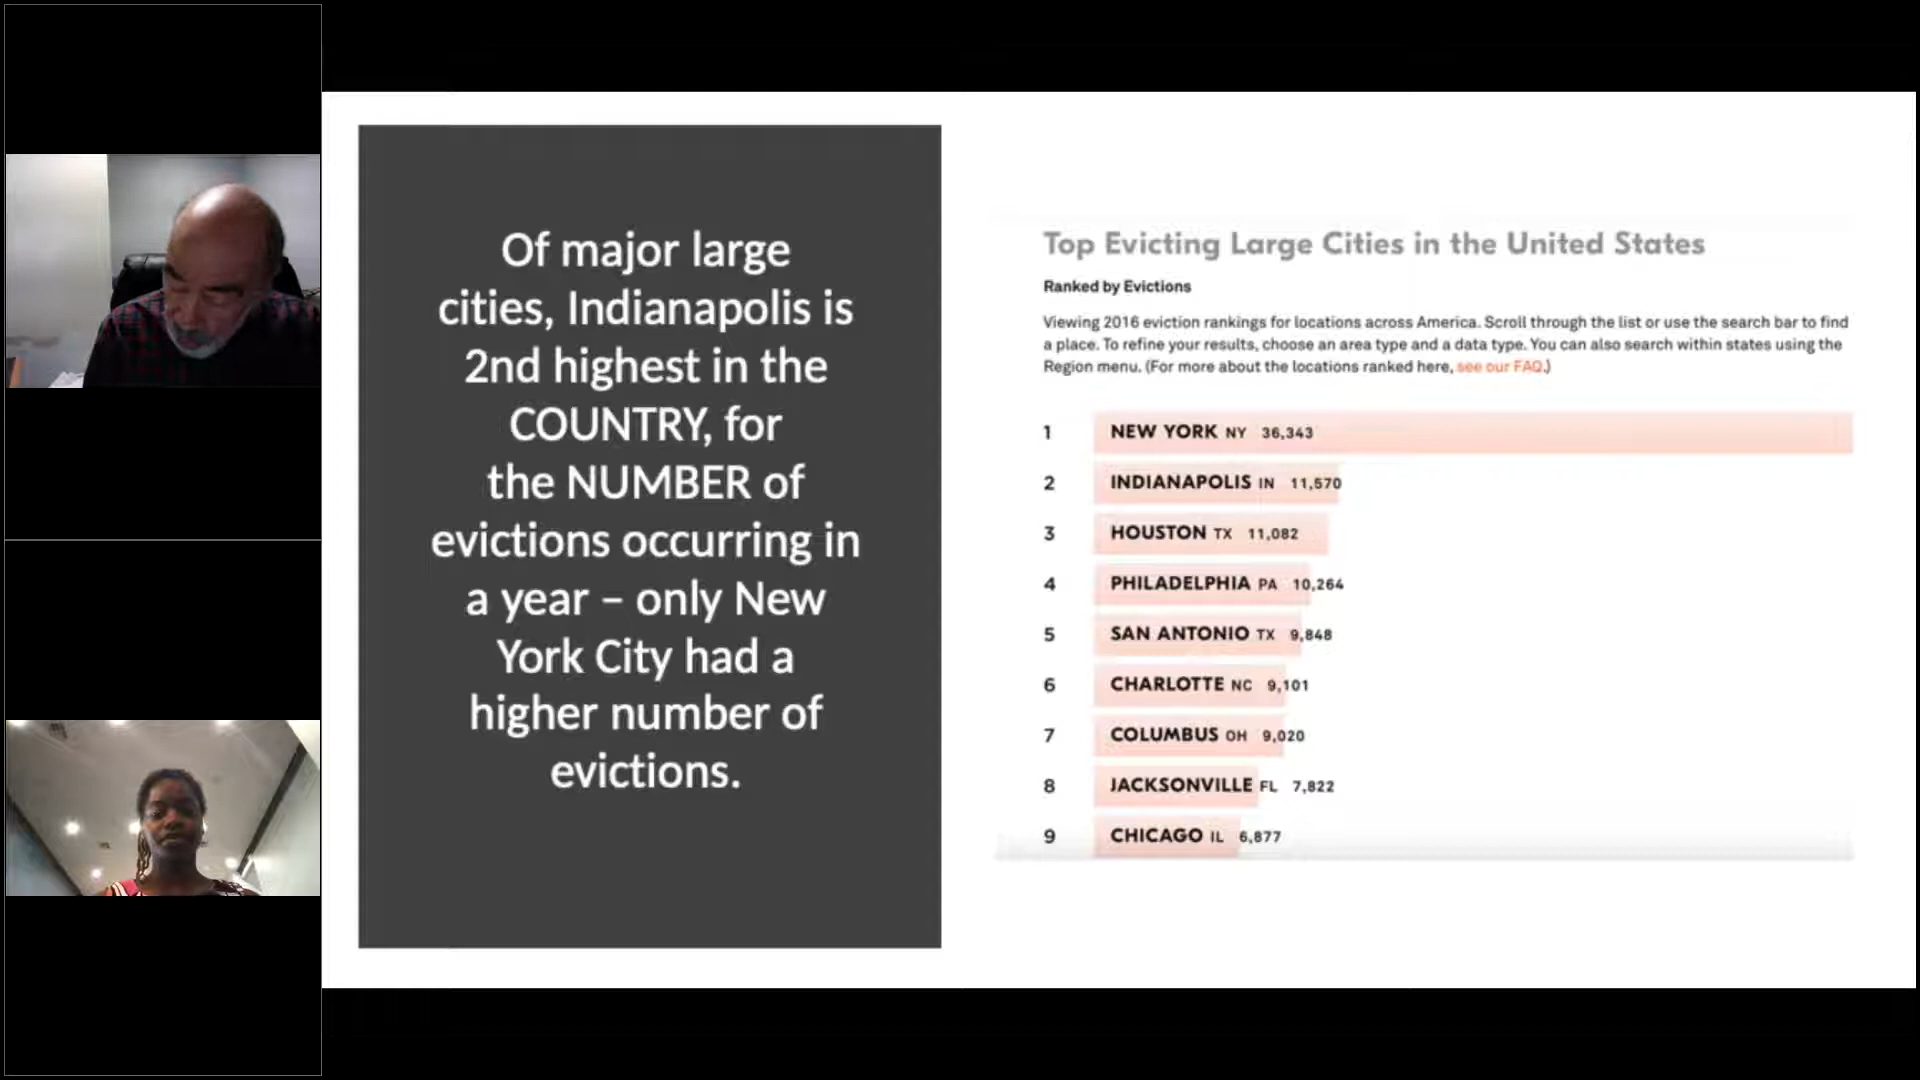 Of major large
cities, Indianapolis is
2nd highest in the
COUNTRY, for
the NUMBER of
evictions occurring in
a year – only New
York City had a
higher number of
evictions.
Top Evicting Large Cities in the United States
Ranked by Evictions
Viewing 2016 eviction rankings for locations across America. Scroll through the list or use the search bar to find
a place. To refine your results, choose an area type and a data type. You can also search within states using the
Region menu. (For more about the locations ranked here, see our FAQ.)
1 NEW YORK NY 36,343
2 INDIANAPOLIS IN 11,570
3 HOUSTON TX 11,082
4 PHILADELPHIA PA 10,264
5 SAN ANTONIO TX 9,848
6 CHARLOTTE NC 9,101
7 COLUMBUS OH 9,020
8 JACKSONVILLE FL 7,822
9 CHICAGO IL 6,877